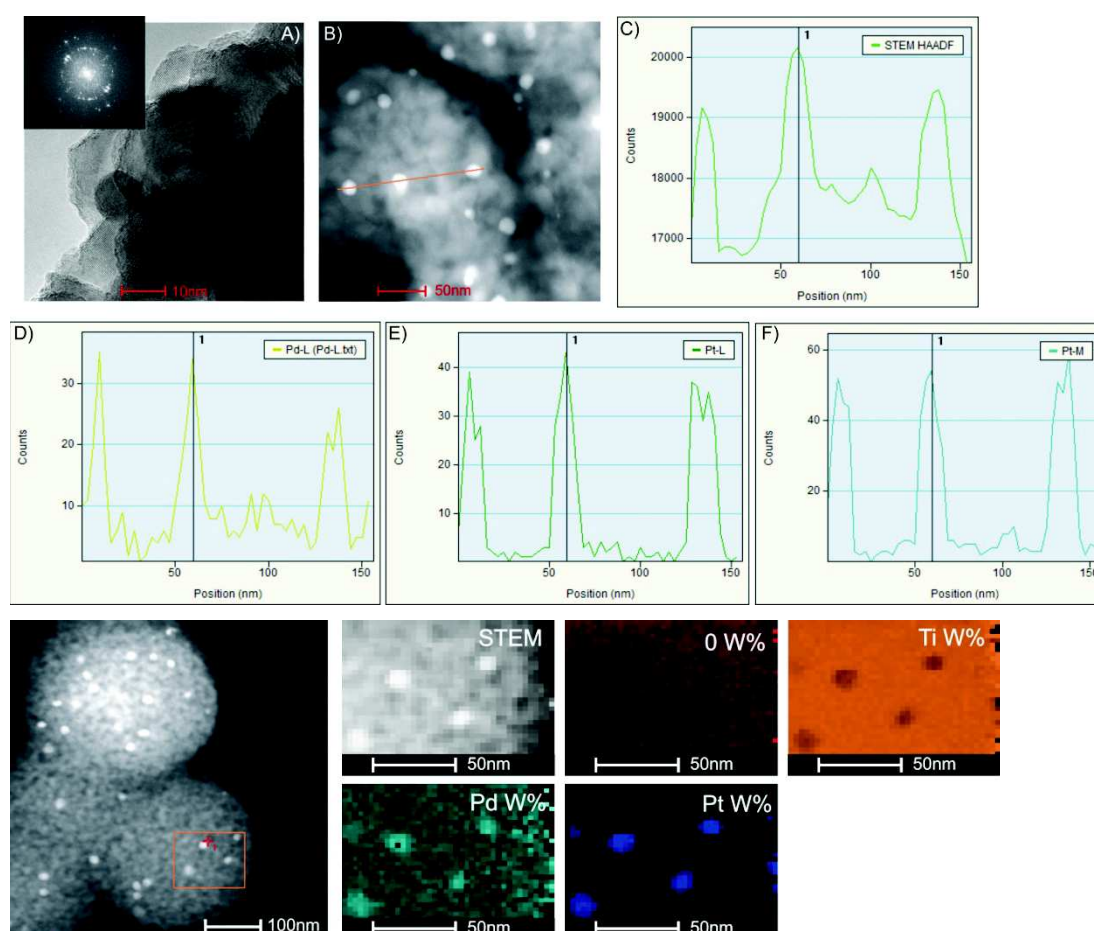 A)
10nm
B)
50nm
C)
1
STEM HAADF
20000
19000
18000
17000
Counts
50
100
150
Position (nm)
D)
1
Pd-L (Pd-L.txt)
30
20
10
Counts
50
100
150
Position (nm)
E)
1
Pt-L
40
30
20
10
Counts
50
100
150
Position (nm)
F)
1
Pt-M
60
40
20
Counts
50
100
150
Position (nm)
100nm
STEM
50nm
0 W%
50nm
Ti W%
50nm
Pd W%
50nm
Pt W%
50nm